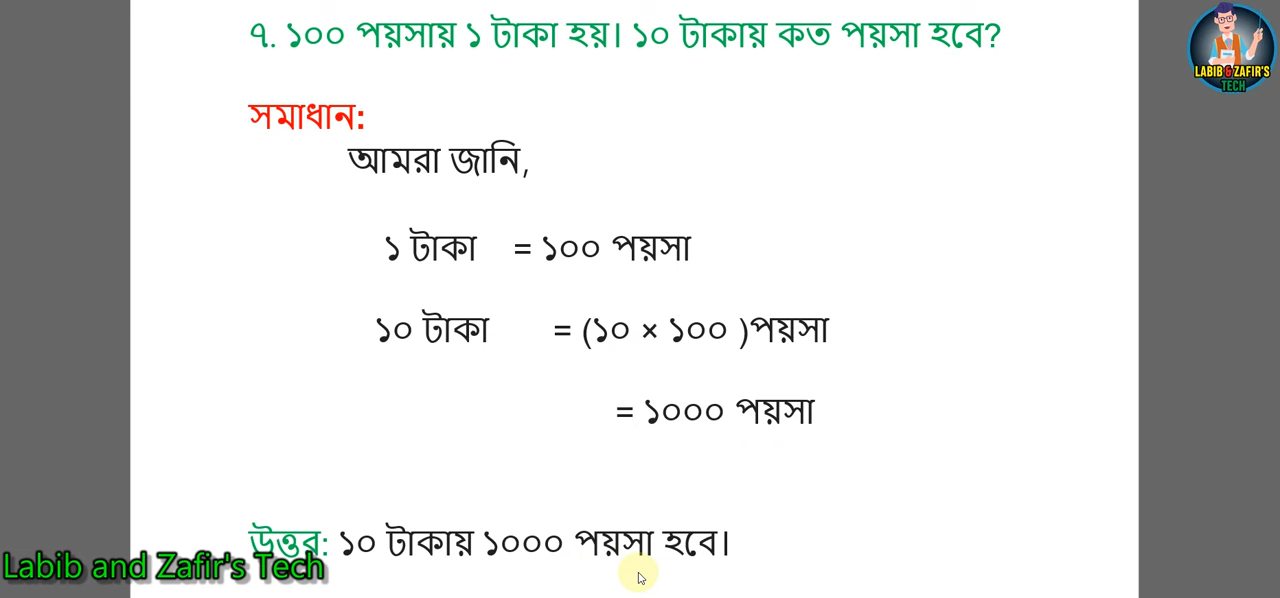 ৭. ১০০ পয়সায় ১ টাকা হয়। ১০ টাকায় কত পয়সা হবে?
LABIB & ZAFIR'S
TECH
সমাধান:
আমরা জানি,
১ টাকা = ১০০ পয়সা
১০ টাকা = (১০ × ১০০ )পয়সা
= ১০০০ পয়সা
উত্তর: ১০ টাকায় ১০০০ পয়সা হবে।
Labib and Zafir's Tech